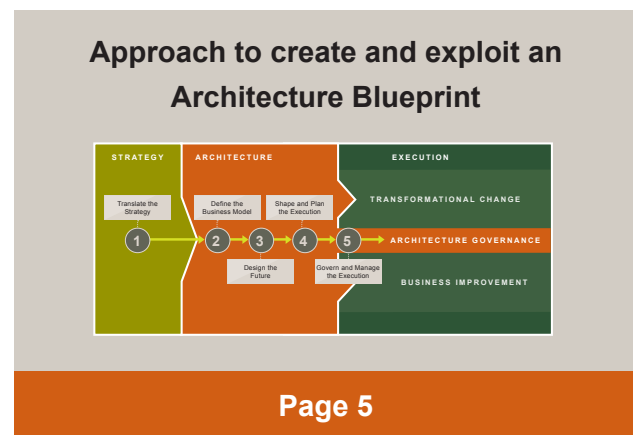 Approach to create and exploit an
Architecture Blueprint
STRATEGY
ARCHITECTURE
EXECUTION
Translate the
Strategy
Define the
Business Model
Shape and Plan
the Execution
TRANSFORMATIONAL CHANGE
1
2
3
4
5
ARCHITECTURE GOVERNANCE
Design the
Future
Govern and Manage
the Execution
BUSINESS IMPROVEMENT
Page 5